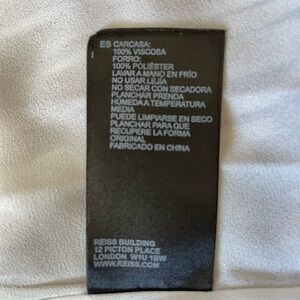 ES CARCASA:
100% VISCOSA
FORRO:
100% POLIÉSTER
LAVAR A MANO EN FRÍO
NO USAR LEJÍA
NO SECAR CON SECADORA
PLANCHAR PRENDA
HÚMEDA A TEMPERATURA
MEDIA
PUEDE LIMPIARSE EN SECO
PLANCHAR PARA QUE
RECUPERE LA FORMA
ORIGINAL
FABRICADO EN CHINA
REISS BUILDING
12 PICTON PLACE
LONDON W1U 1BW
WWW.REISS.COM